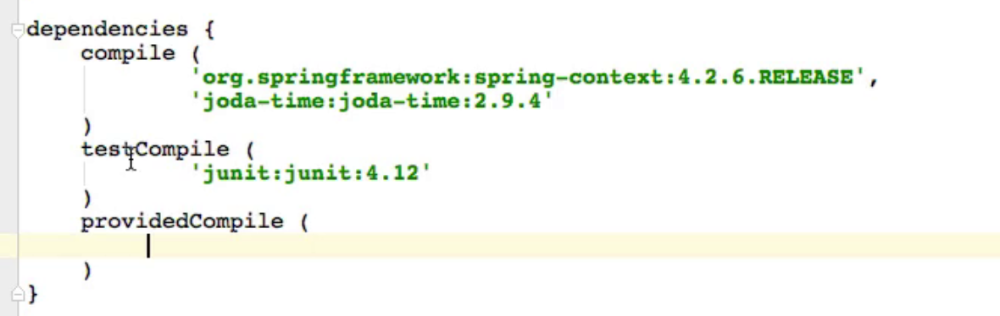 dependencies {
compile (
'org.springframework:spring-context:4.2.6.RELEASE',
'joda-time:joda-time:2.9.4'
)
testCompile (
'junit:junit:4.12'
)
providedCompile (
)
}